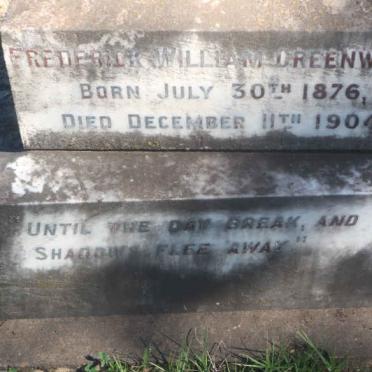 FREDERICK WILLIAM GREENW
BORN JULY 30TH 1876,
DIED DECEMBER 11TH 1904
UNTIL THE DAY BREAK, AND
SHADOWS FLEE AWAY"